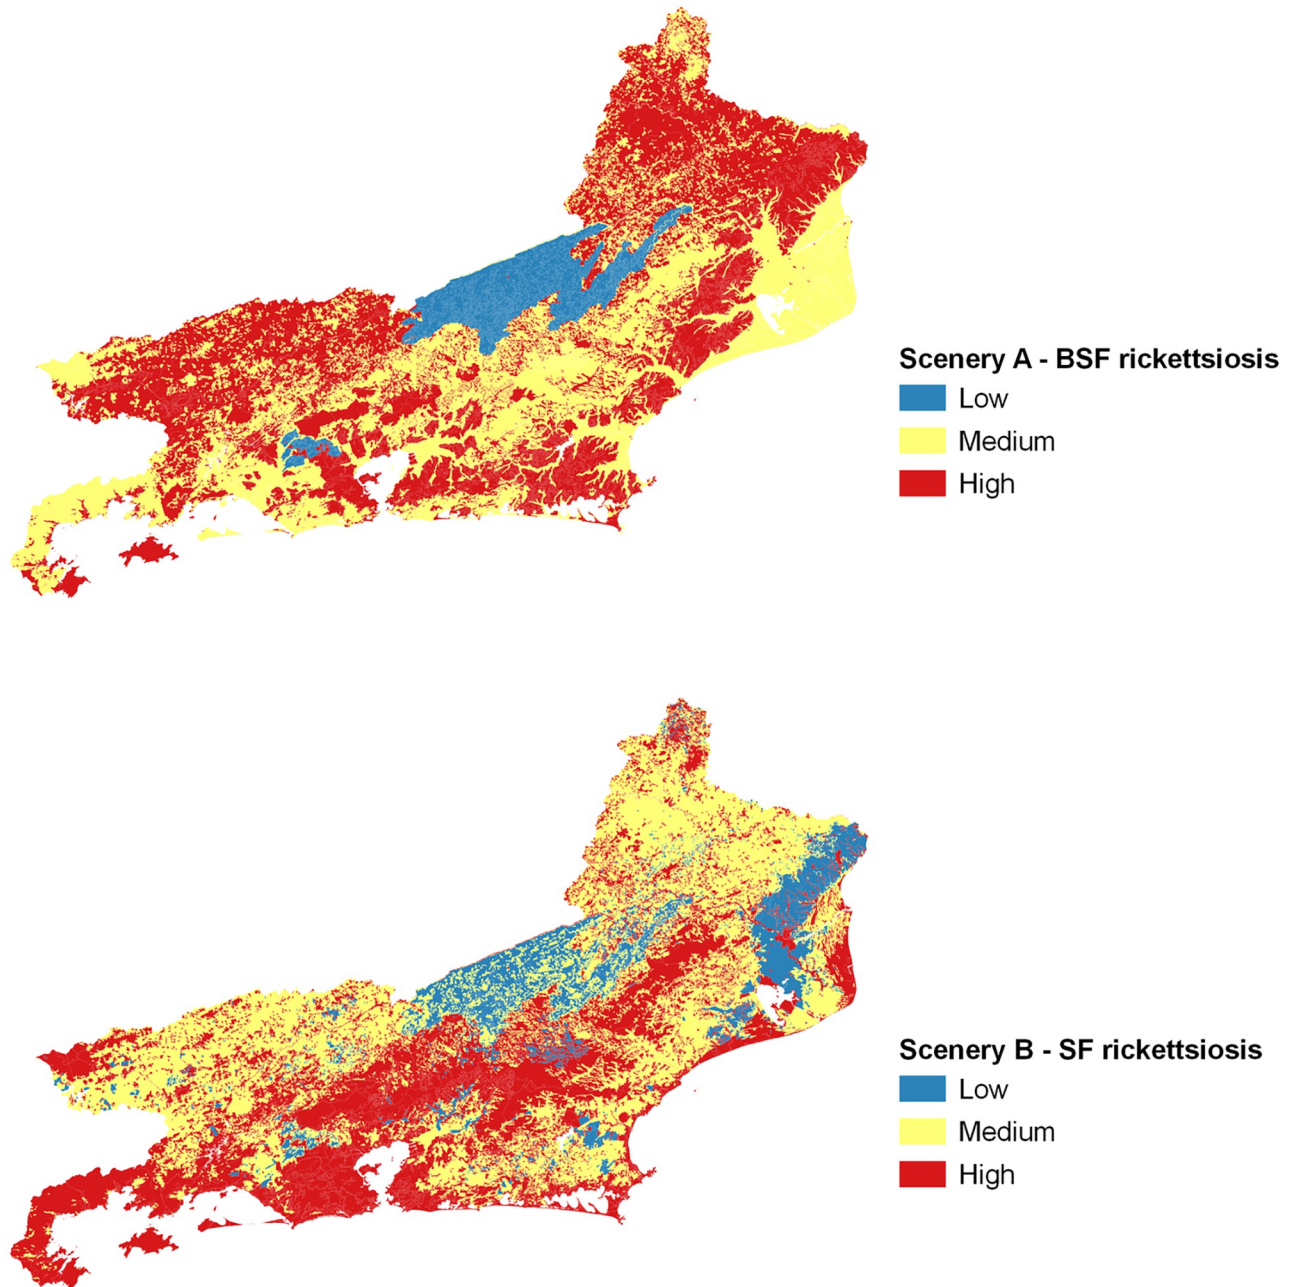 Scenery A - BSF rickettsiosis
Low
Medium
High
Scenery B - SF rickettsiosis
Low
Medium
High